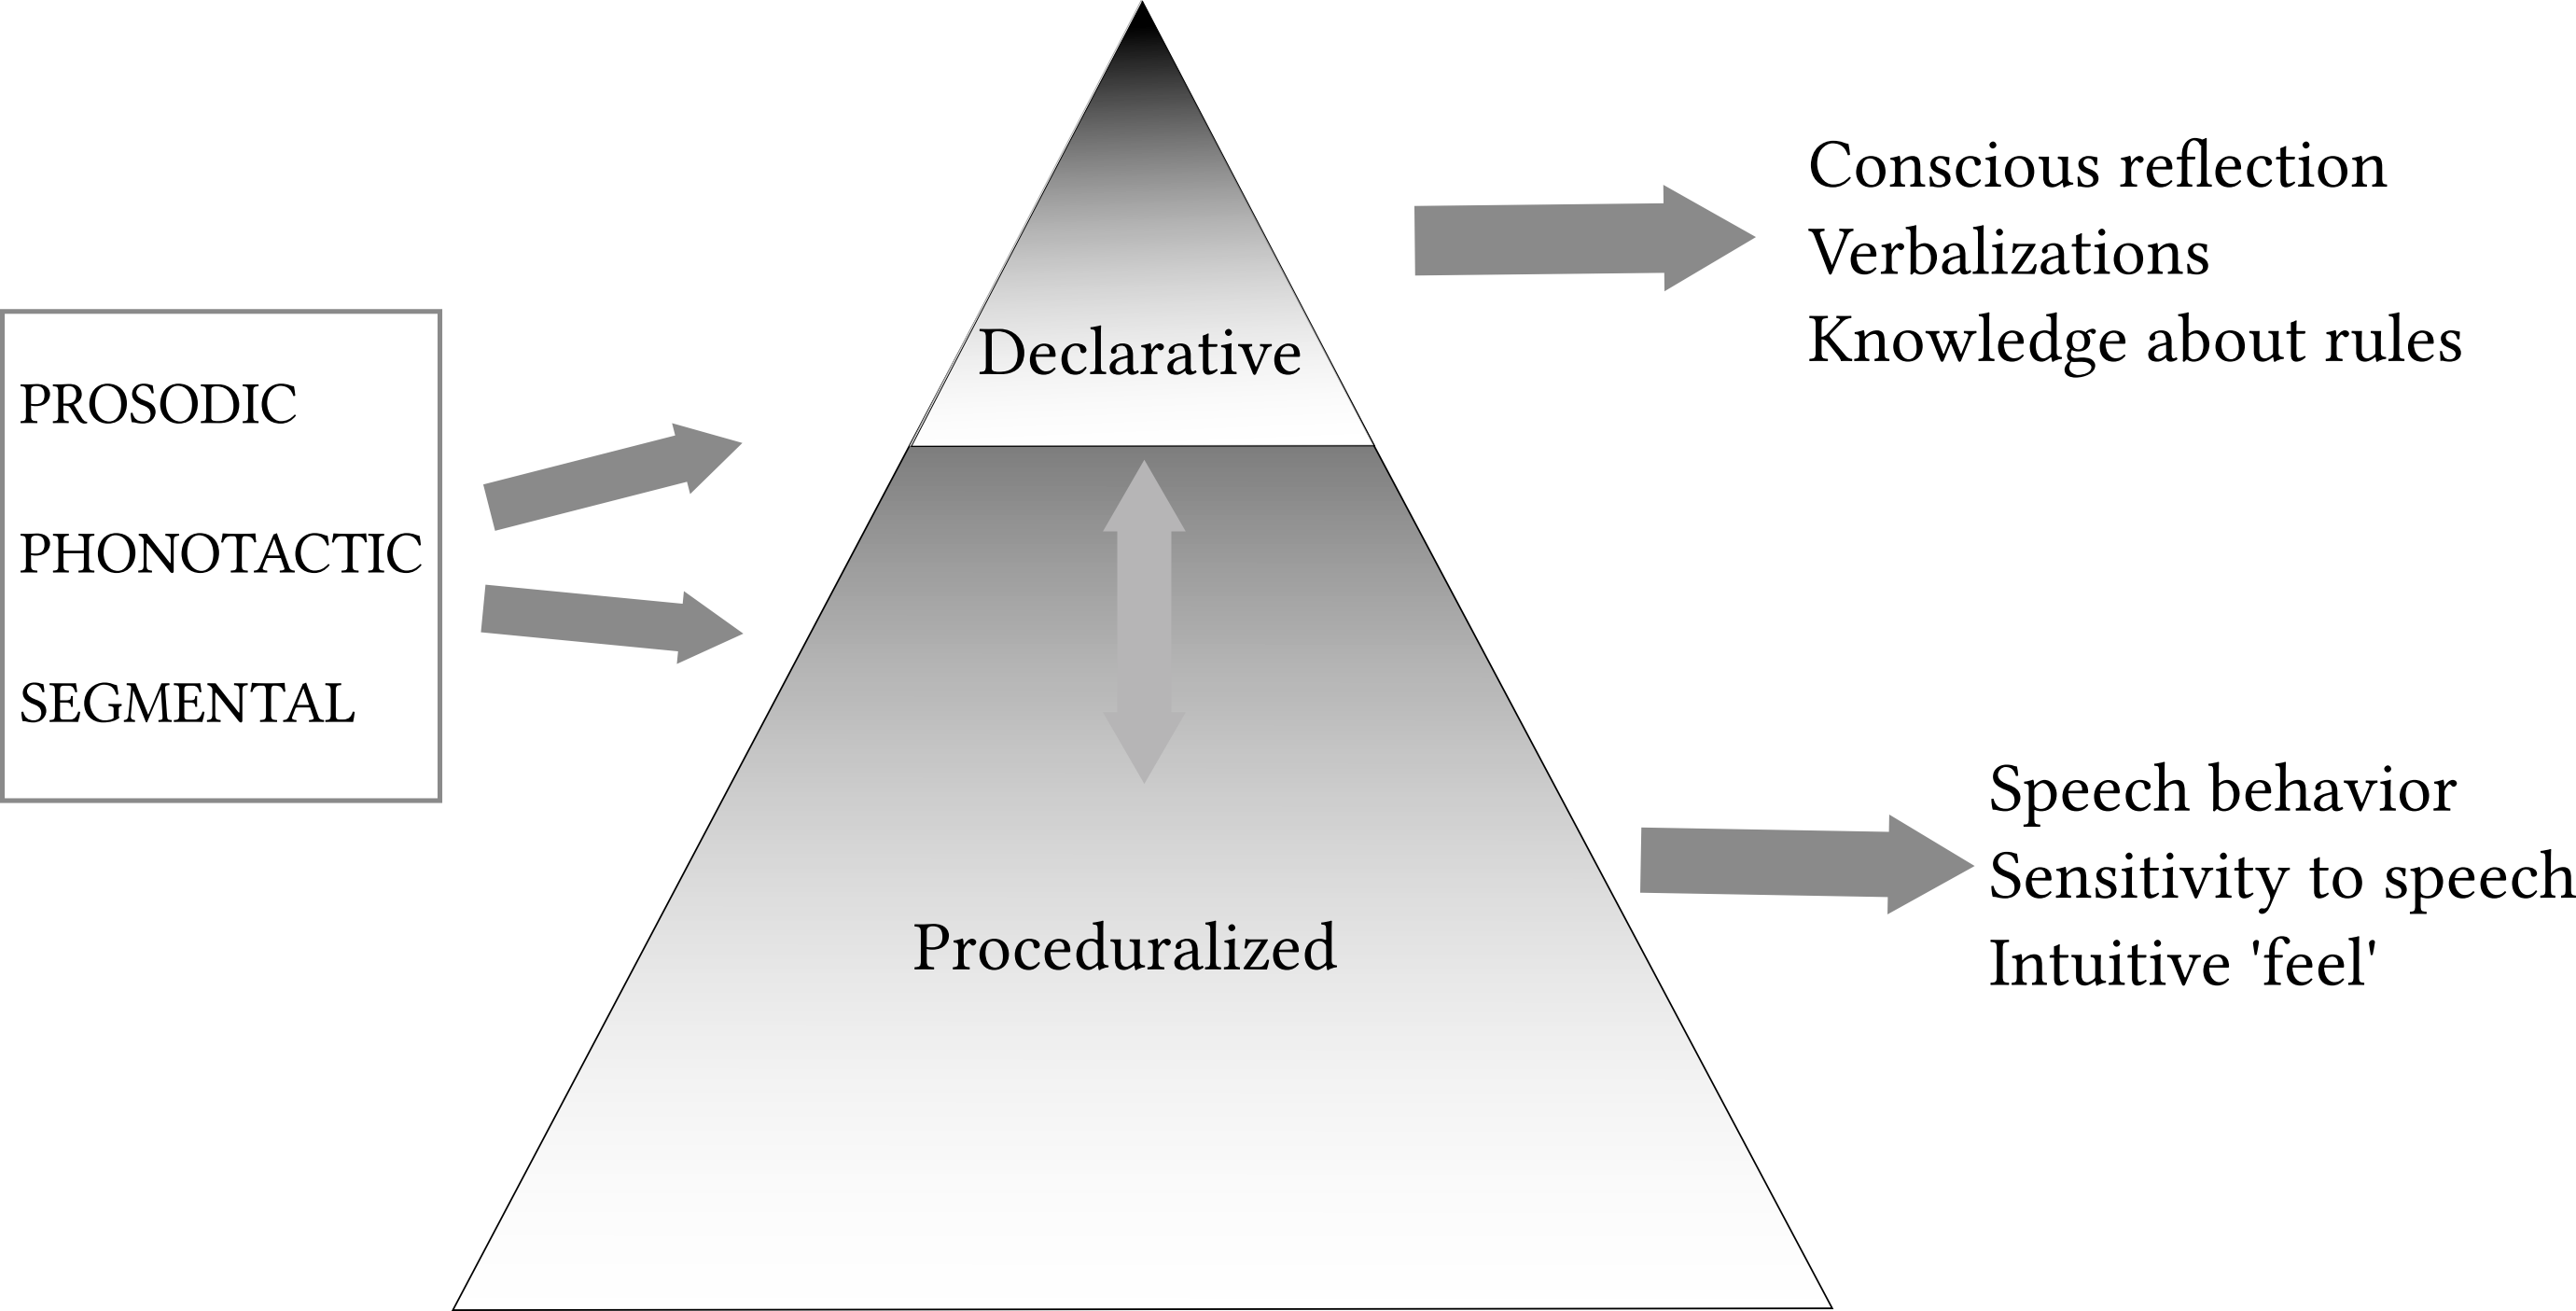 PROSODIC
PHONOTACTIC
SEGMENTAL
Declarative
Proceduralized
Conscious reflection
Verbalizations
Knowledge about rules
Speech behavior
Sensitivity to speech
Intuitive 'feel'